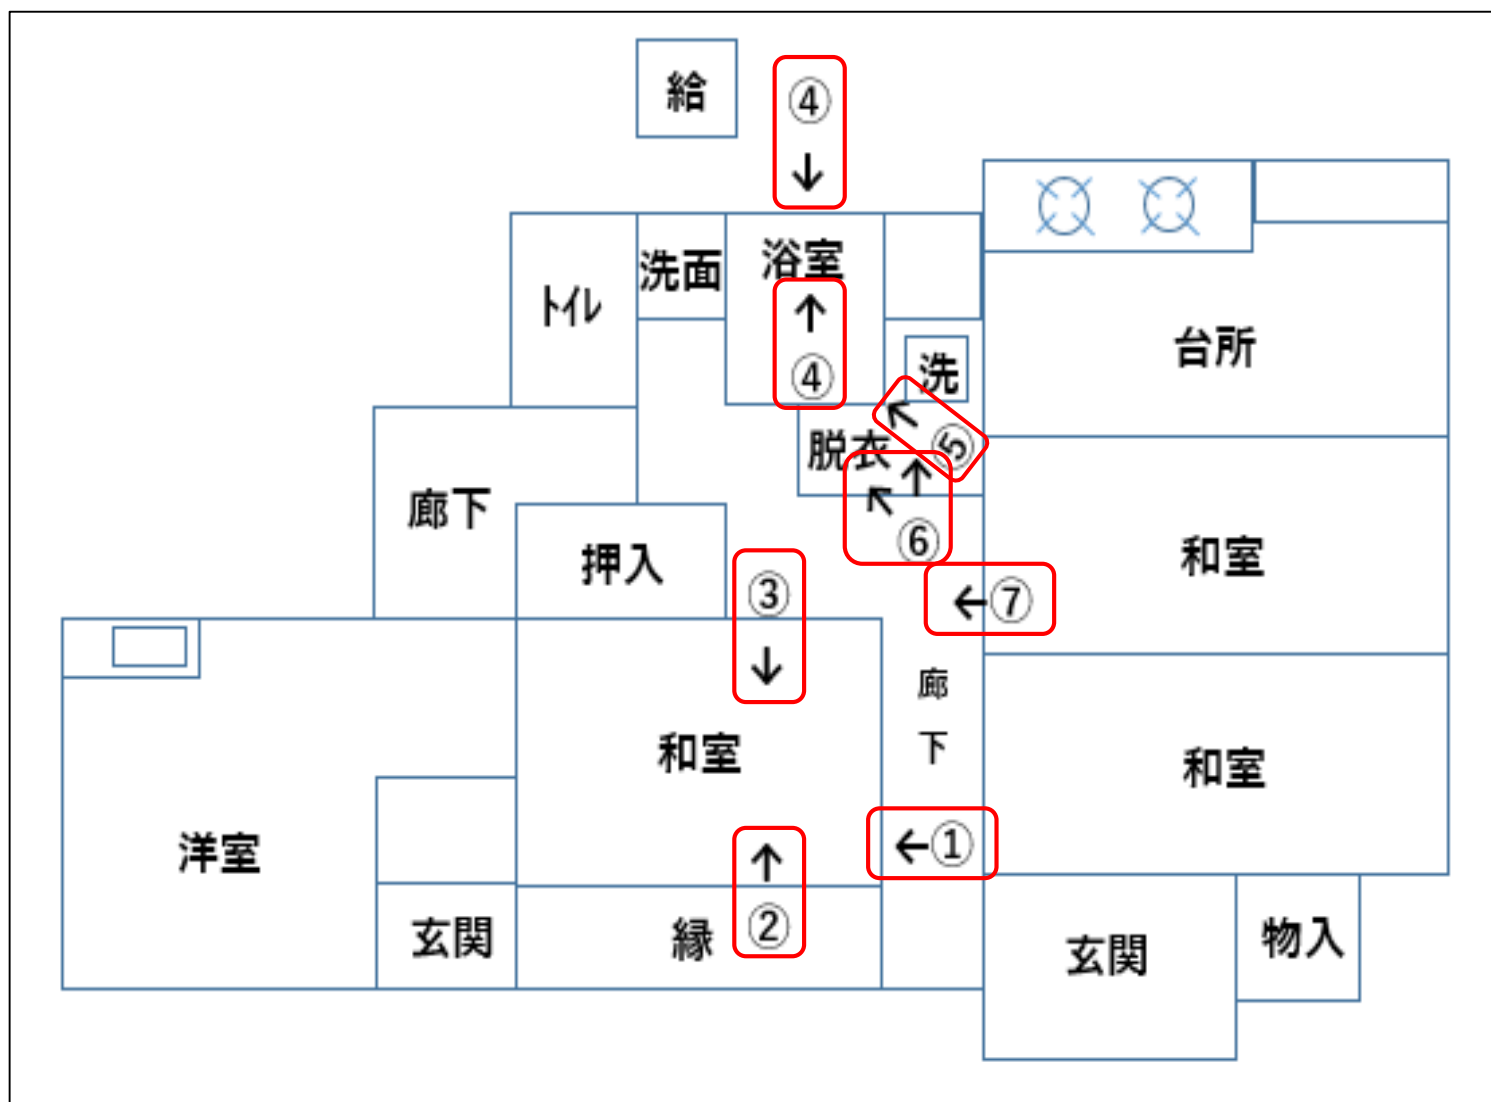 給
④
↓
洗面
浴室
トイレ
↑
④
洗
台所
↖
⑤
脱衣
↖↑
⑥
廊下
押入
和室
③
↓
←⑦
廊
下
和室
和室
洋室
←①
↑
②
玄関
縁
玄関
物入